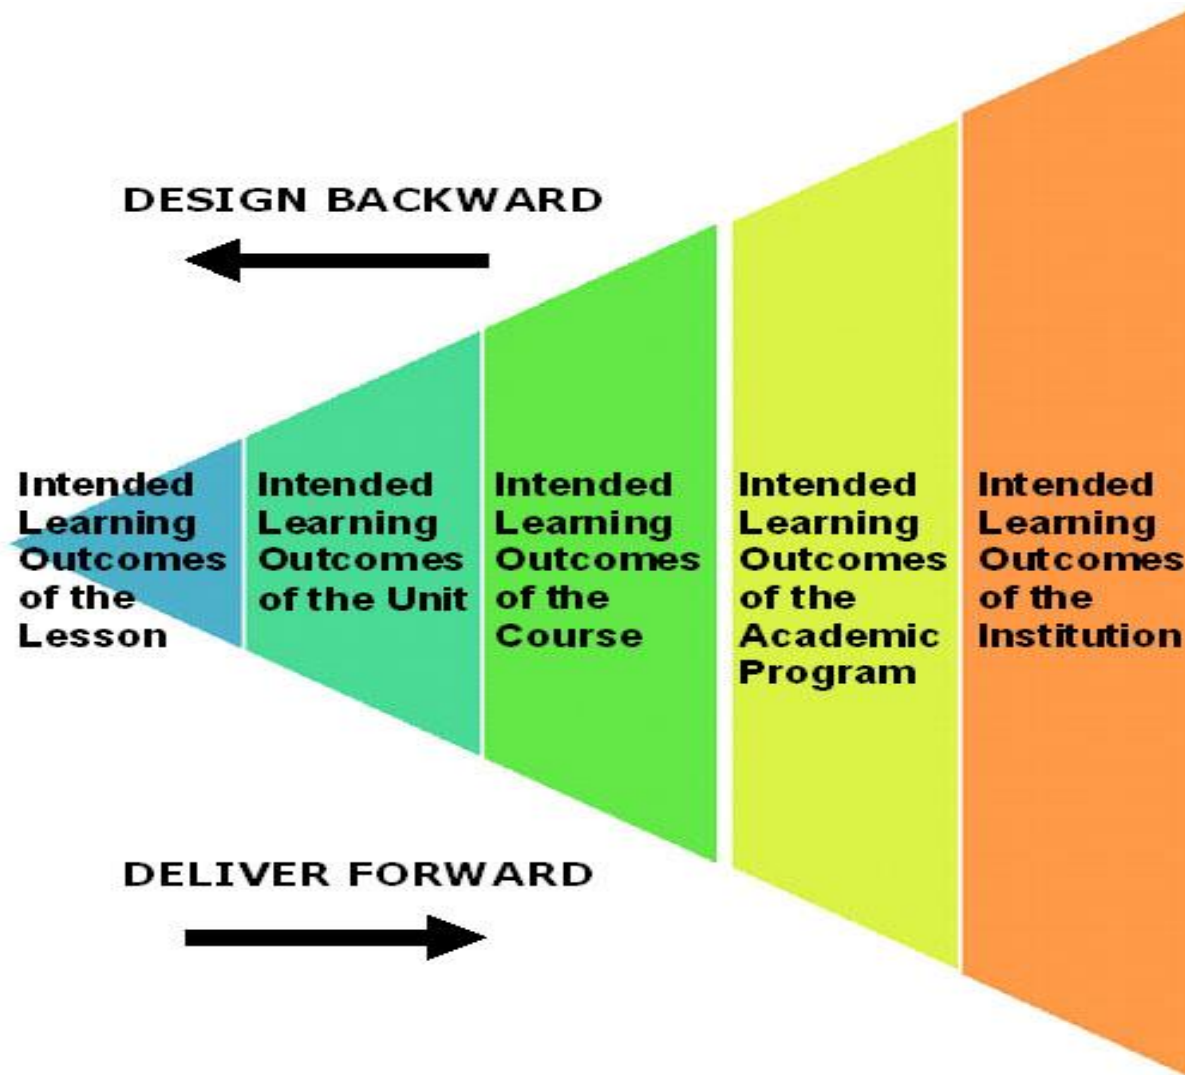 DESIGN BACKWARD
Intended
Learning
Outcomes
of the
Lesson
Intended
Learning
Outcomes
of the Unit
Intended
Learning
Outcomes
of the
Course
Intended
Learning
Outcomes
of the
Academic
Program
Intended
Learning
Outcomes
of the
Institution
DELIVER FORWARD